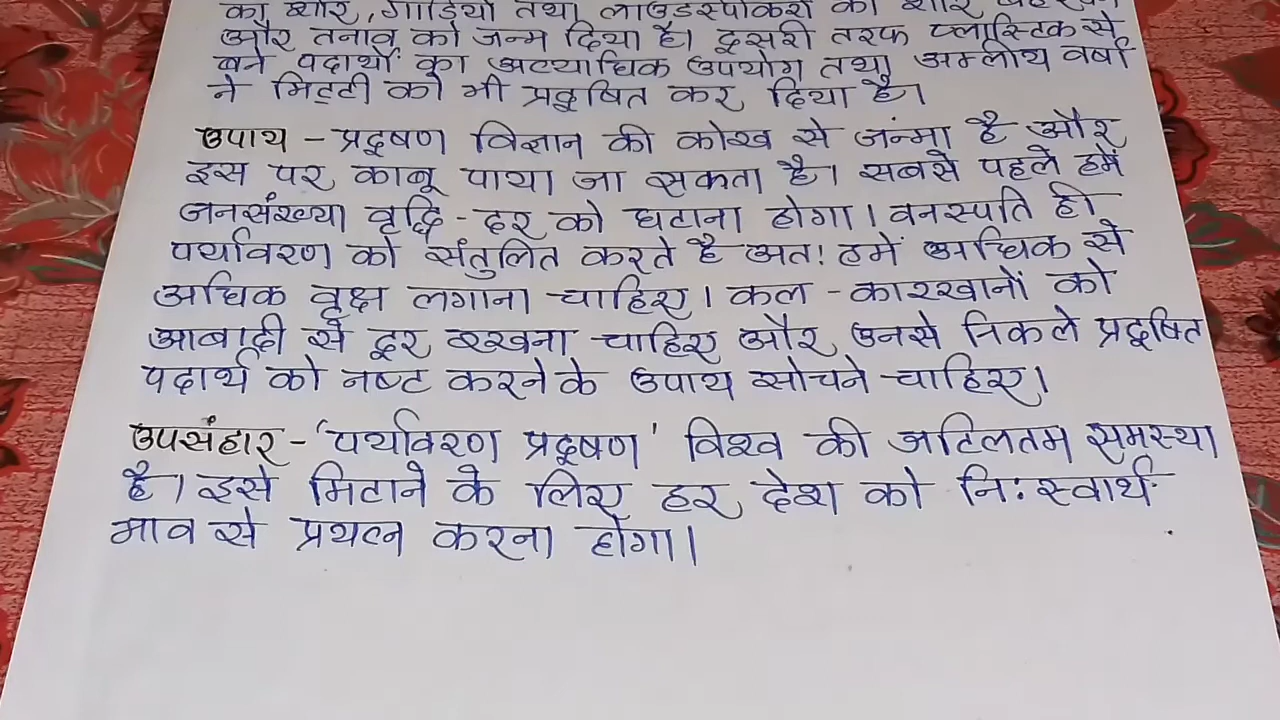 का शोर, गाड़ियों तथा लाउडस्पीकरों का शोर
और तनाव को जन्म दिया है। दूसरी तरफ प्लास्टिक से
बने पदार्थों का अत्याधिक उपयोग तथा अम्लीय वर्षा
ने मिट्टी को भी प्रदूषित कर दिया है।
उपाय - प्रदूषण विज्ञान की कोख से जंन्मा है और
इस पर काबू पाया जा सकता है। सबसे पहले हमें
जनसंख्या वृद्धि - दर को घटाना होगा। वनस्पति ही
पर्यावरण को संतुलित करते है अत! हमें अधिक से
अधिक वृक्ष लगाना चाहिए। कल - कारखानों को
आबादी से दूर रखना चाहिए और उनसे निकले प्रदूषित
पदार्थ को नष्ट करने के उपाय सोचने चाहिए।
उपसंहार - 'पर्यावरण प्रदूषण' विश्व की जटिलतम समस्या
है। इसे मिटाने के लिए हर देश को नि:स्वार्थ
भाव से प्रयत्न करना होगा।